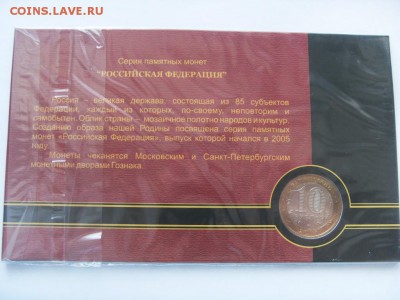 COINS.LAVE.RU
Серия памятных монет
"РОССИЙСКАЯ ФЕДЕРАЦИЯ"
Россия – великая держава, состоящая из 85 субъектов
Федерации, каждый из которых, по-своему, неповторим и
самобытен. Облик страны – мозаичное полотно народов и культур.
Созданию образа нашей Родины посвящена серия памятных
монет «Российская Федерация», выпуск которой начался в 2005
году.
Монеты чеканятся Московским и Санкт-Петербургским
монетными дворами Гознака.
10